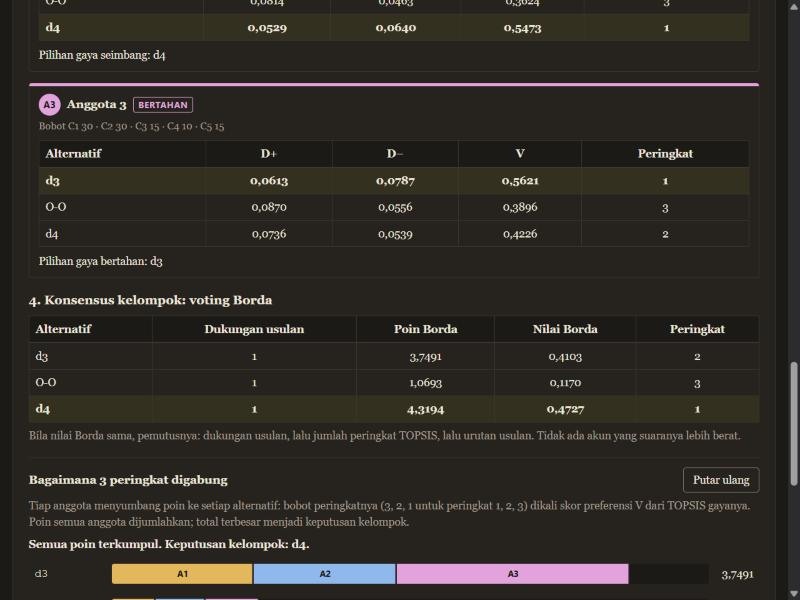 O-O 0,0814 0,0463 0,3624 3
d4 0,0529 0,0640 0,5473 1
Pilihan gaya seimbang: d4
A3 Anggota 3 BERTAHAN
Bobot C1 30 · C2 30 · C3 15 · C4 10 · C5 15
Alternatif D+ D− V Peringkat
d3 0,0613 0,0787 0,5621 1
O-O 0,0870 0,0556 0,3896 3
d4 0,0736 0,0539 0,4226 2
Pilihan gaya bertahan: d3
4. Konsensus kelompok: voting Borda
Alternatif Dukungan usulan Poin Borda Nilai Borda Peringkat
d3 1 3,7491 0,4103 2
O-O 1 1,0693 0,1170 3
d4 1 4,3194 0,4727 1
Bila nilai Borda sama, pemutusnya: dukungan usulan, lalu jumlah peringkat TOPSIS, lalu urutan usulan. Tidak ada akun yang suaranya lebih berat.
Bagaimana 3 peringkat digabung
Putar ulang
Tiap anggota menyumbang poin ke setiap alternatif: bobot peringkatnya (3, 2, 1 untuk peringkat 1, 2, 3) dikali skor preferensi V dari TOPSIS gayanya.
Poin semua anggota dijumlahkan; total terbesar menjadi keputusan kelompok.
Semua poin terkumpul. Keputusan kelompok: d4.
d3 A1 A2 A3 3,7491